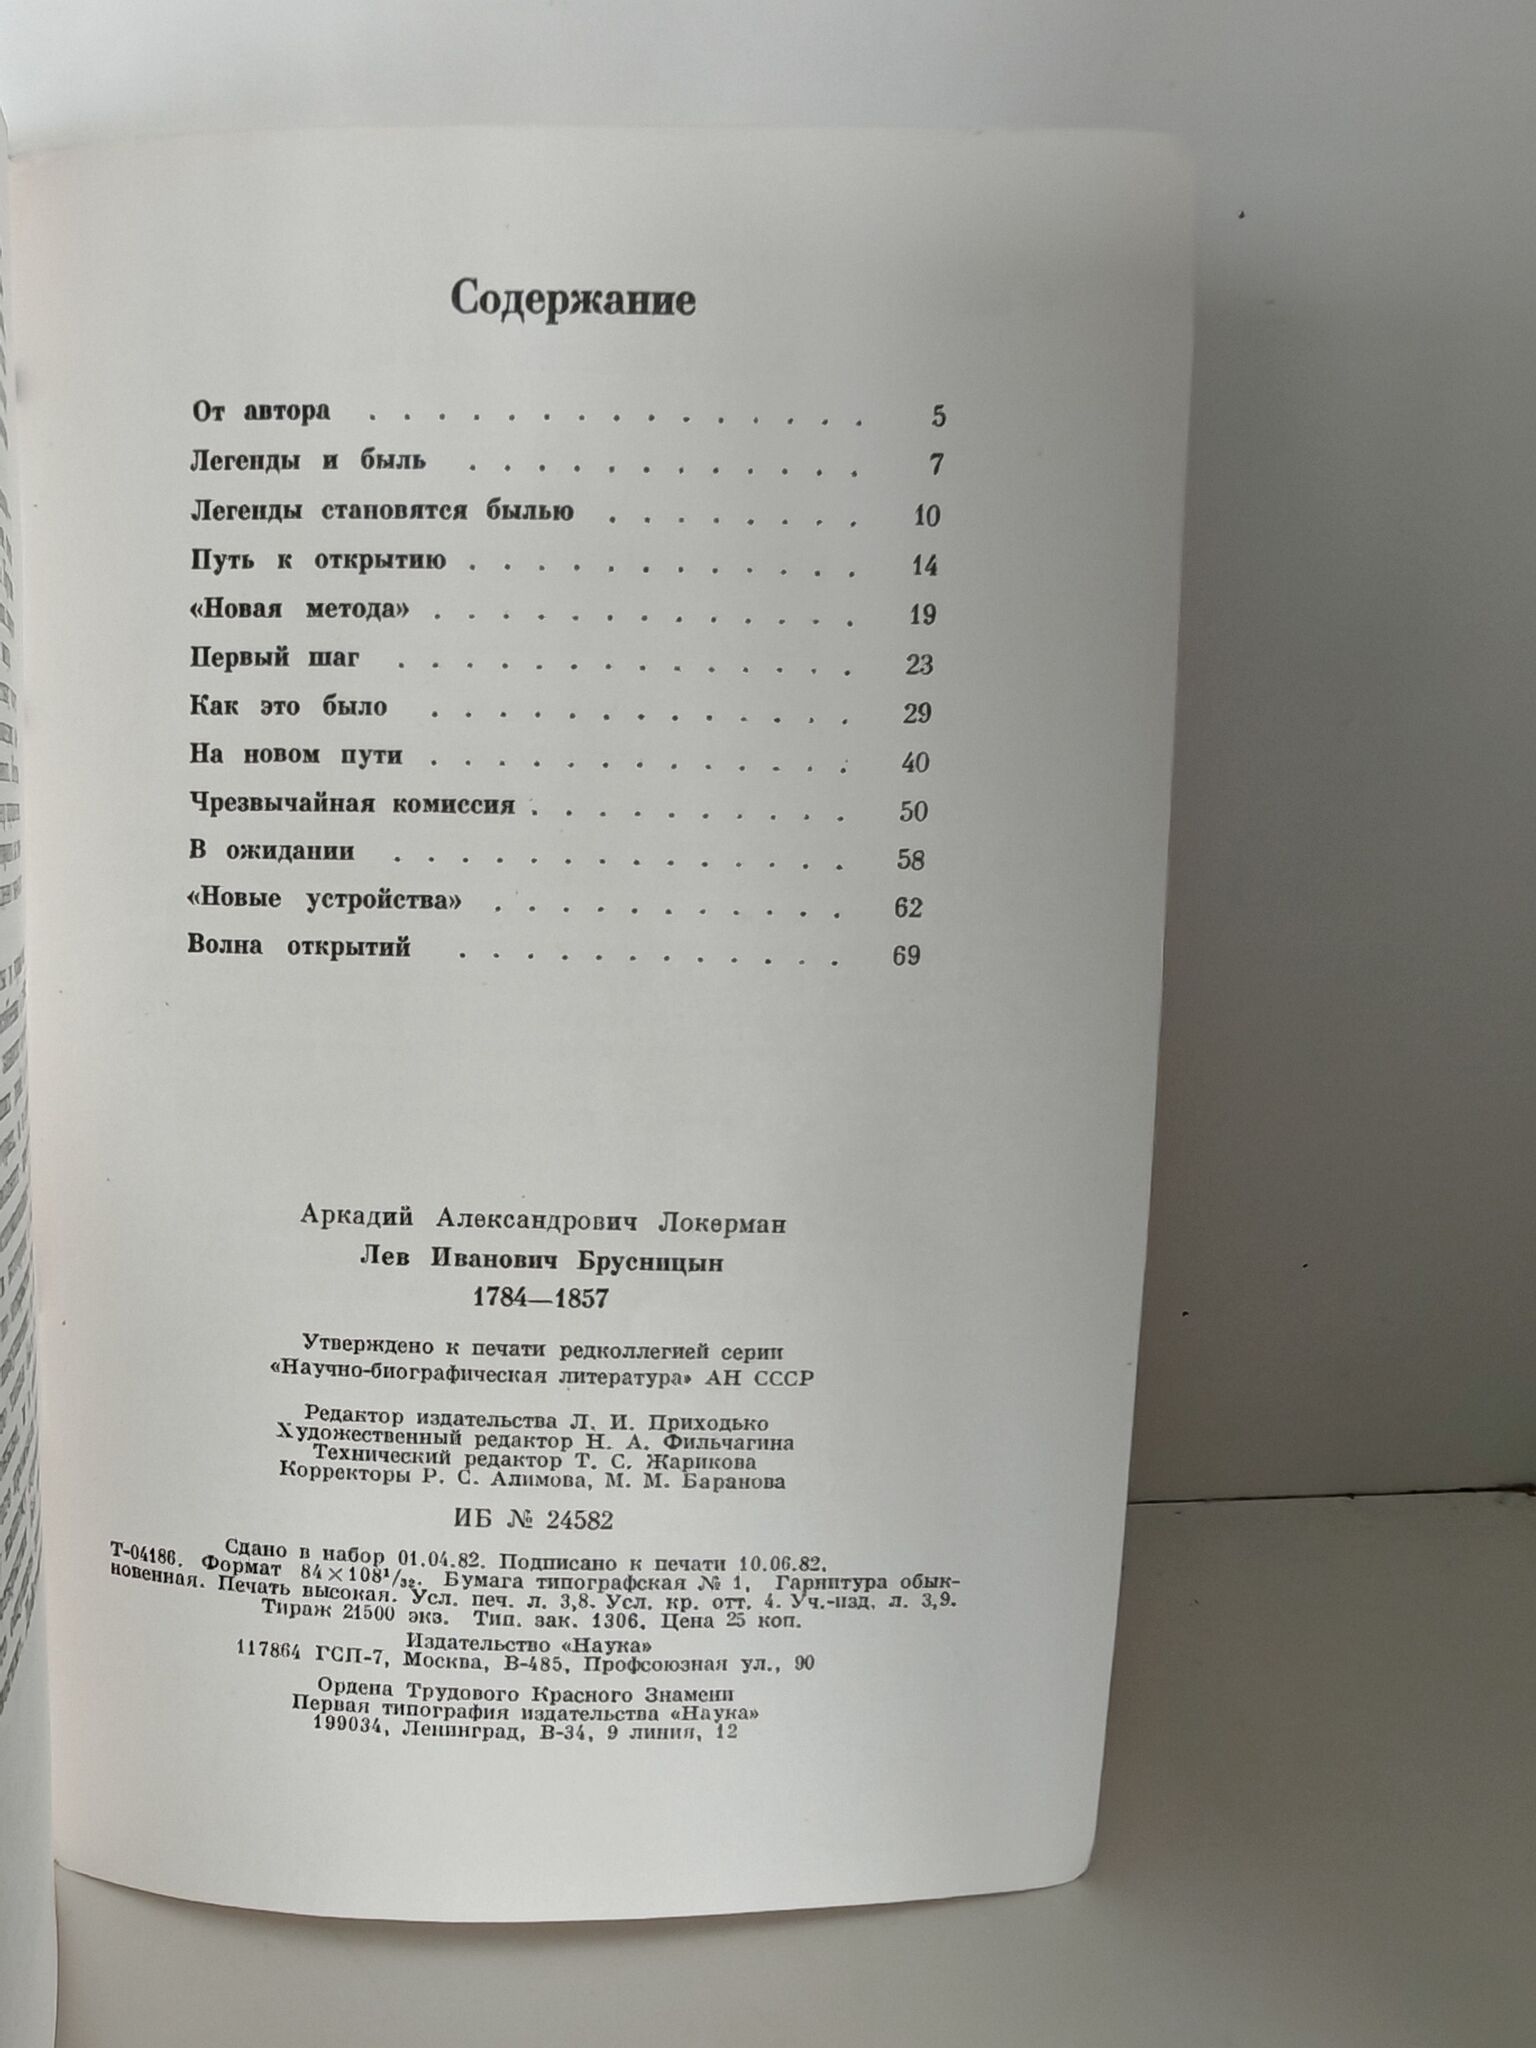 Содержание
От автора . . . . . . . . . . . . . . . 5
Легенды и быль . . . . . . . . . . . . 7
Легенды становятся былью . . . . . . . . 10
Путь к открытию . . . . . . . . . . . . 14
«Новая метода» . . . . . . . . . . . . . 19
Первый шаг . . . . . . . . . . . . . . 23
Как это было . . . . . . . . . . . . . 29
На новом пути . . . . . . . . . . . . . 40
Чрезвычайная комиссия . . . . . . . . . . 50
В ожидании . . . . . . . . . . . . . . 58
«Новые устройства» . . . . . . . . . . . 62
Волна открытий . . . . . . . . . . . . 69
Аркадий Александрович Локерман
Лев Иванович Брусницын
1784—1857
Утверждено к печати редколлегией серии
«Научно-биографическая литература» АН СССР
Редактор издательства Л. И. Приходько
Художественный редактор Н. А. Фильчагина
Технический редактор Т. С. Жарикова
Корректоры Р. С. Алимова, М. М. Баранова
ИБ № 24582
Сдано в набор 01.04.82. Подписано к печати 10.06.82.
Т-04186. Формат 84×108¹/₃₂. Бумага типографская № 1. Гарнитура обык-
новенная. Печать высокая. Усл. печ. л. 3,8. Усл. кр. отт. 4. Уч.-изд. л. 3,9.
Тираж 21500 экз. Тип. зак. 1306. Цена 25 коп.
Издательство «Наука»
117864 ГСП-7, Москва, В-485, Профсоюзная ул., 90
Ордена Трудового Красного Знамени
Первая типография издательства «Наука»
199034, Ленинград, В-34, 9 линия, 12